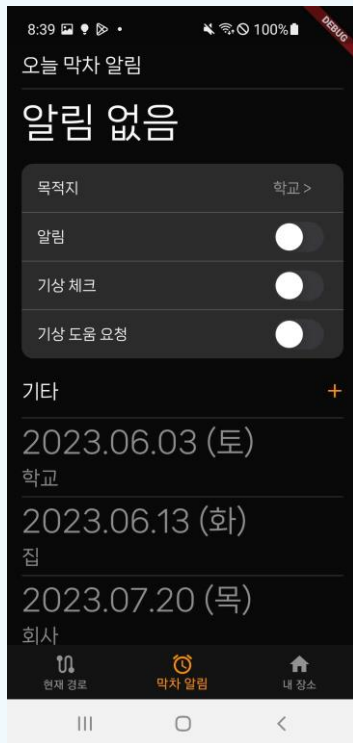 8:39 100%
DEBUG
오늘 막차 알림
알림 없음
목적지 학교 >
알림
기상 체크
기상 도움 요청
기타 +
2023.06.03 (토)
학교
2023.06.13 (화)
집
2023.07.20 (목)
회사
현재 경로 막차 알림 내 장소